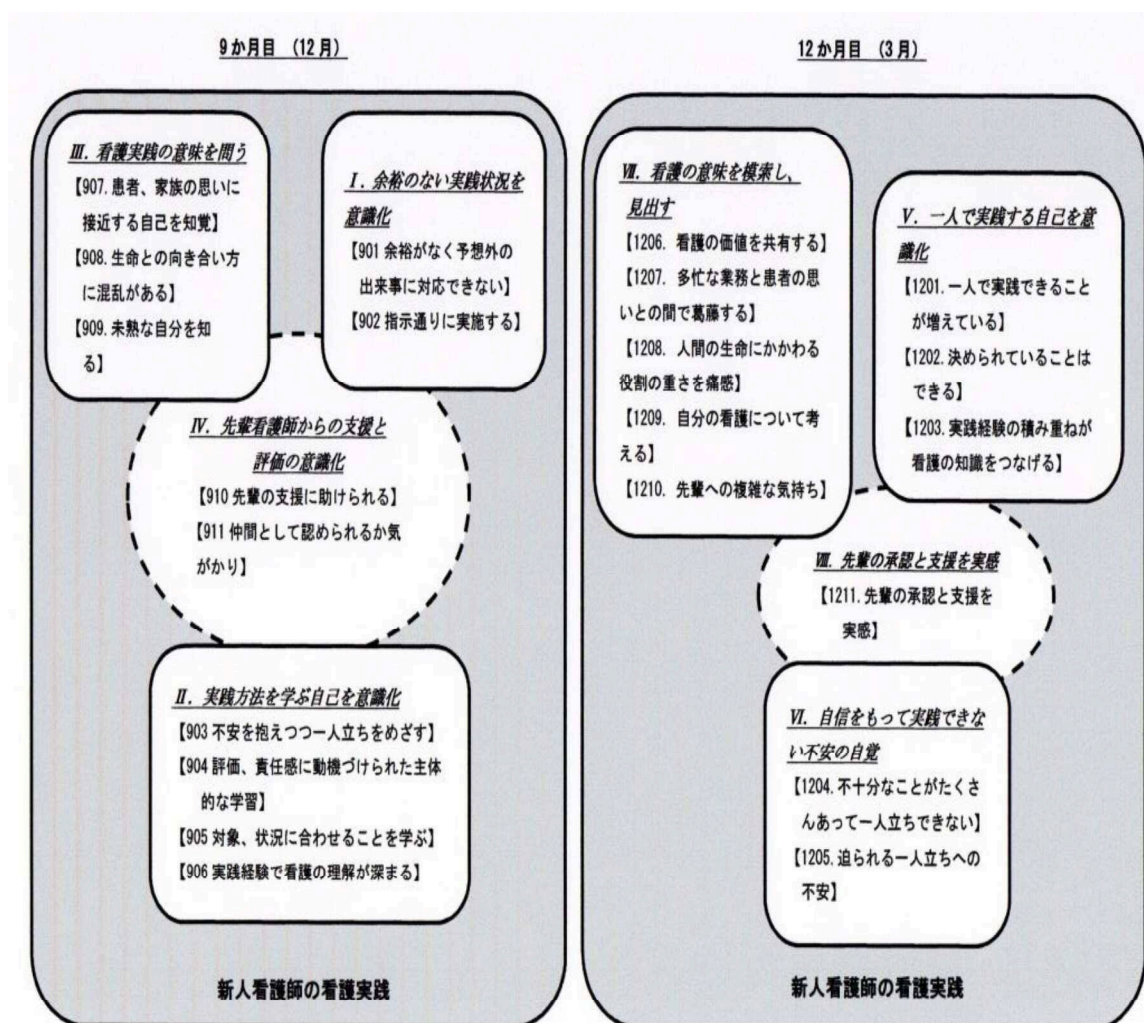 9か月目 (12月)
Ⅲ. 看護実践の意味を問う
【907. 患者、家族の思いに
接近する自己を知覚】
【908. 生命との向き合い方
に混乱がある】
【909. 未熟な自分を知
る】
Ⅰ. 余裕のない実践状況を
意識化
【901 余裕がなく予想外の
出来事に対応できない】
【902 指示通りに実施する】
Ⅳ. 先輩看護師からの支援と
評価の意識化
【910 先輩の支援に助けられる】
【911 仲間として認められるか気
がかり】
Ⅱ. 実践方法を学ぶ自己を意識化
【903 不安を抱えつつ一人立ちをめざす】
【904 評価、責任感に動機づけられた主体
的な学習】
【905 対象、状況に合わせることを学ぶ】
【906 実践経験で看護の理解が深まる】
新人看護師の看護実践
12か月目 (3月)
Ⅶ. 看護の意味を模索し、
見出す
【1206. 看護の価値を共有する】
【1207. 多忙な業務と患者の思
いとの間で葛藤する】
【1208. 人間の生命にかかわる
役割の重さを痛感】
【1209. 自分の看護について考
える】
【1210. 先輩への複雑な気持ち】
Ⅴ. 一人で実践する自己を意
識化
【1201. 一人で実践できること
が増えている】
【1202. 決められていることは
できる】
【1203. 実践経験の積み重ねが
看護の知識をつなげる】
Ⅷ. 先輩の承認と支援を実感
【1211. 先輩の承認と支援を
実感】
Ⅵ. 自信をもって実践できな
い不安の自覚
【1204. 不十分なことがたくさ
んあって一人立ちできない】
【1205. 迫られる一人立ちへの
不安】
新人看護師の看護実践